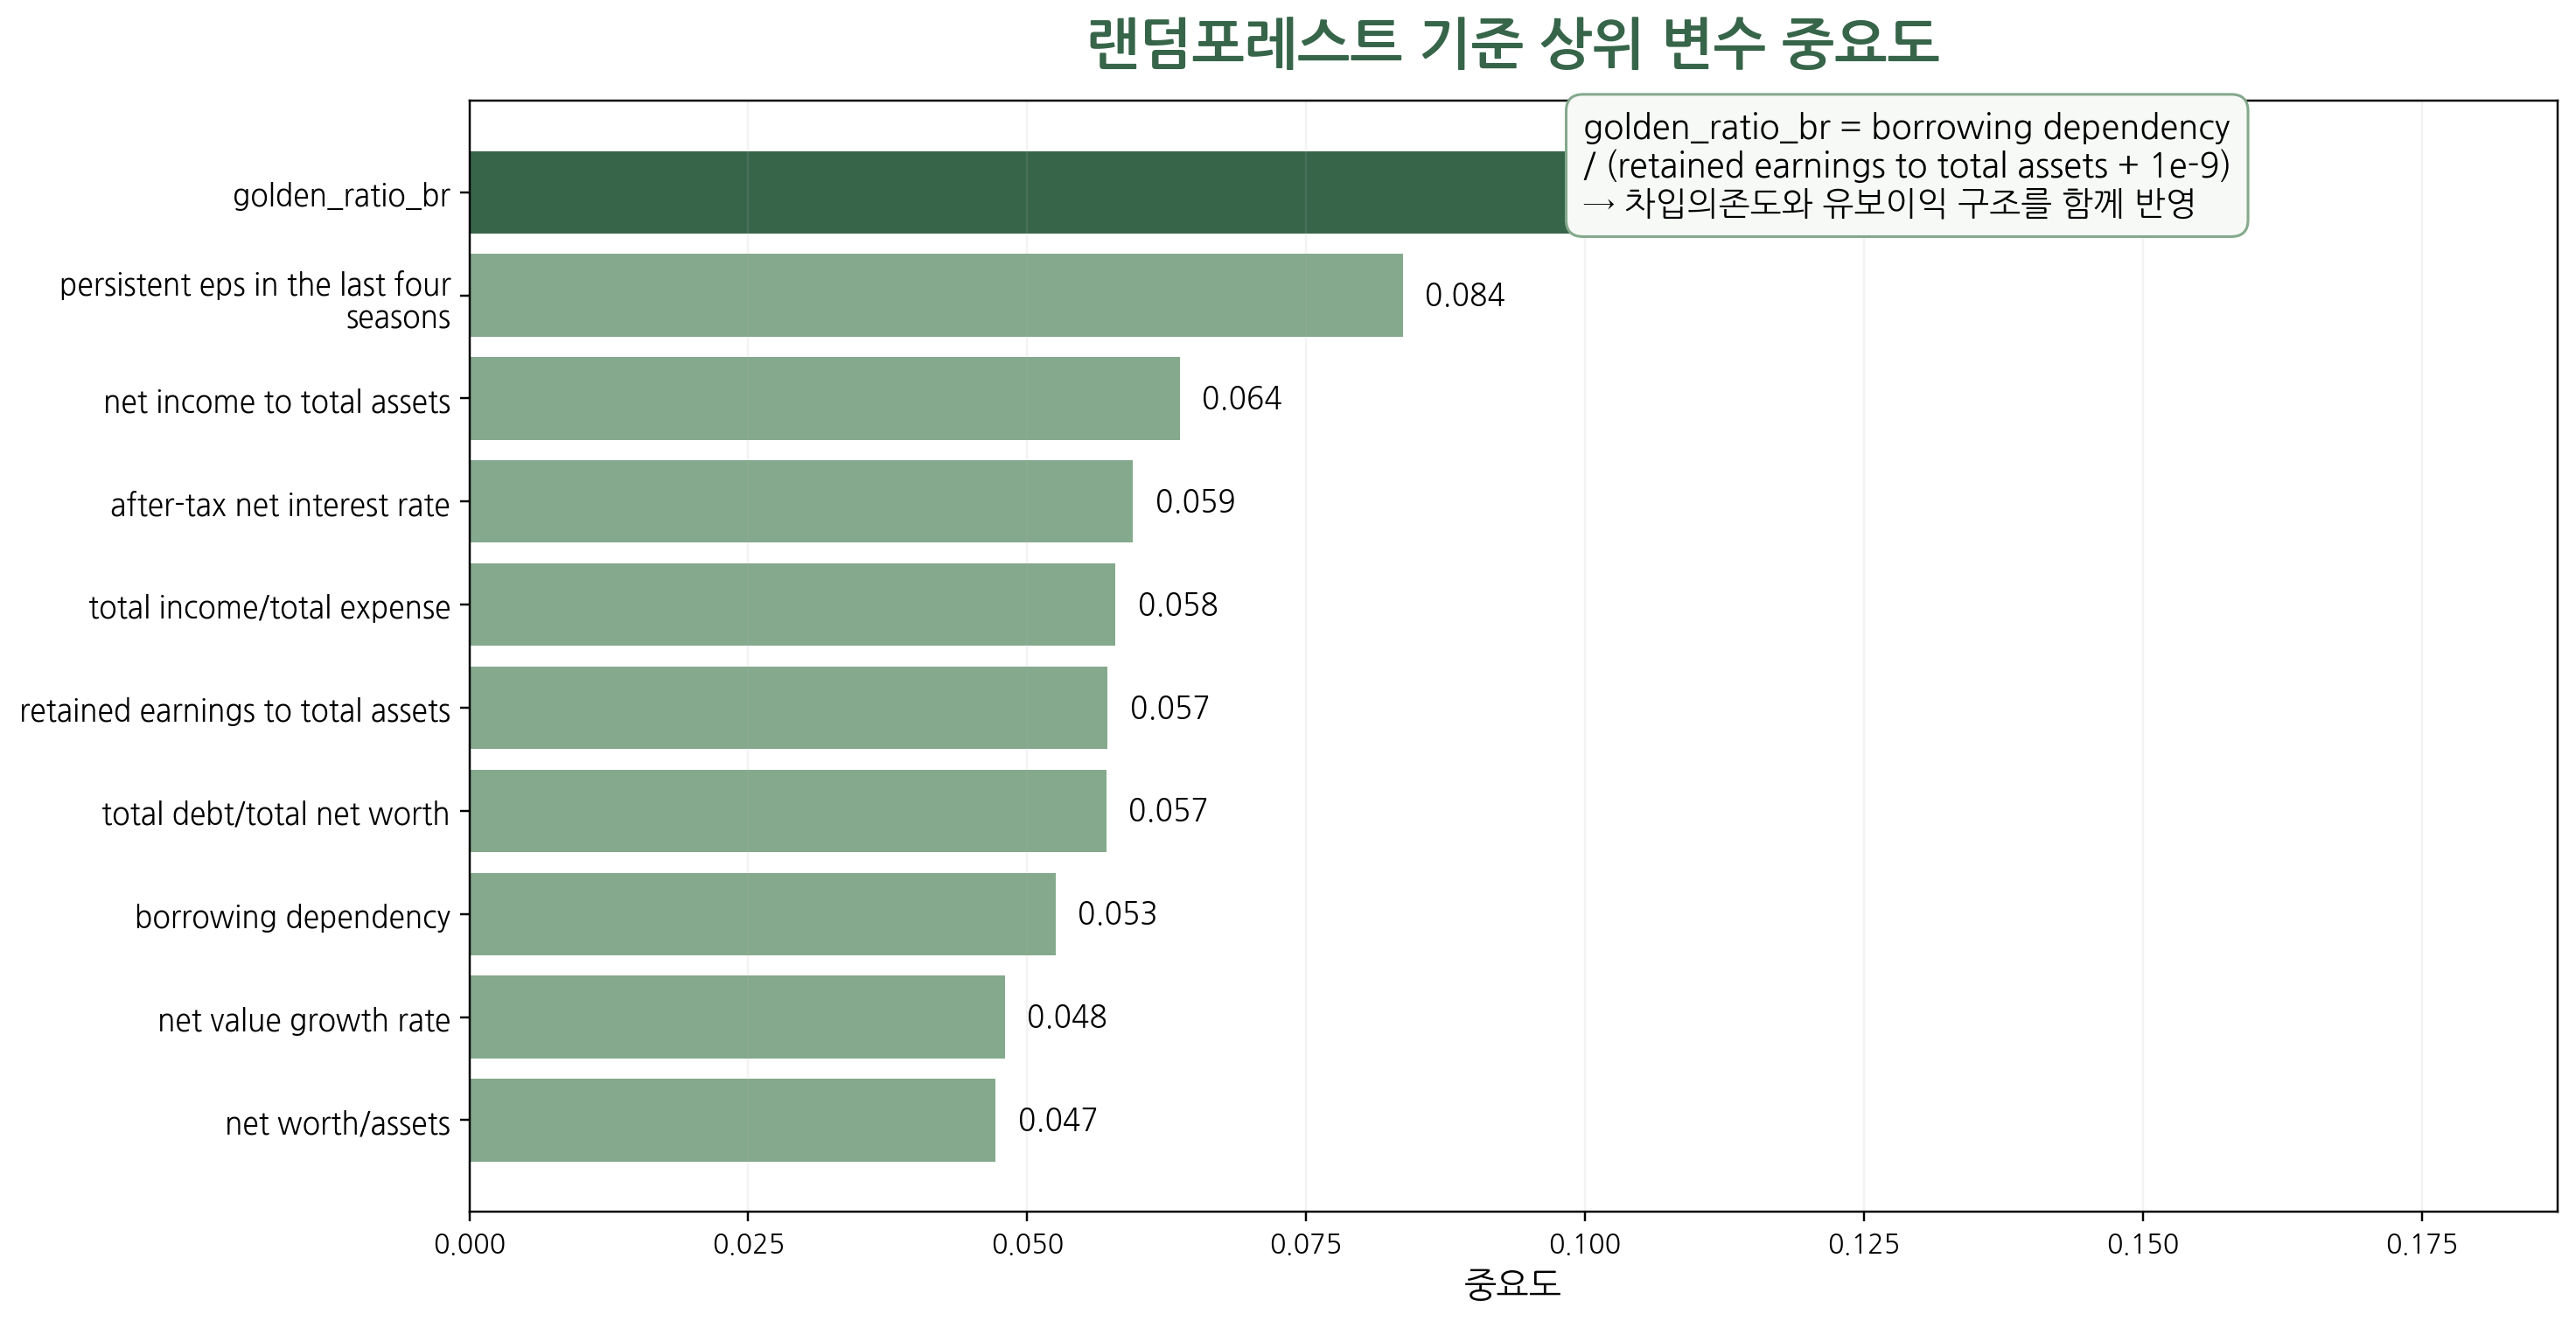 랜덤포레스트 기준 상위 변수 중요도
golden_ratio_br = borrowing dependency
/ (retained earnings to total assets + 1e-9)
→ 차입의존도와 유보이익 구조를 함께 반영
golden_ratio_br
persistent eps in the last four
seasons
0.084
net income to total assets
0.064
after-tax net interest rate
0.059
total income/total expense
0.058
retained earnings to total assets
0.057
total debt/total net worth
0.057
borrowing dependency
0.053
net value growth rate
0.048
net worth/assets
0.047
0.000 0.025 0.050 0.075 0.100 0.125 0.150 0.175
중요도